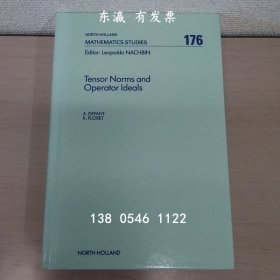 东瀛 有发票
NORTH-HOLLAND
MATHEMATICS STUDIES 176
Editor: Leopoldo NACHBIN
Tensor Norms and
Operator Ideals
A. DEFANT
K. FLORET
138 0546 1122
NORTH-HOLLAND